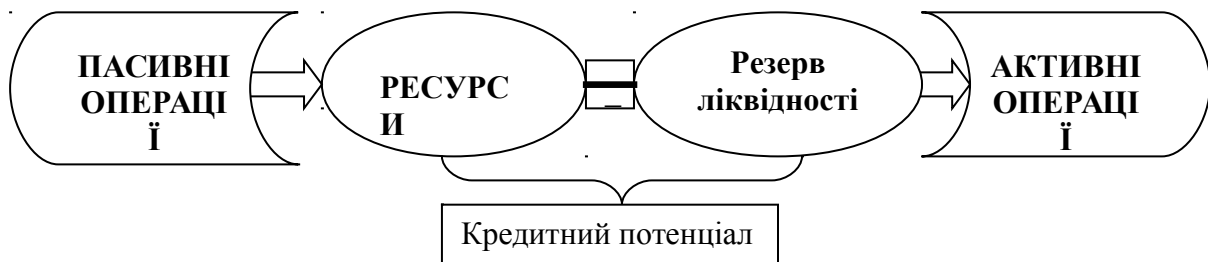 ПАСИВНІ
ОПЕРАЦІ
Ї
РЕСУРС
И
–
Резерв
ліквідності
АКТИВНІ
ОПЕРАЦІ
Ї
Кредитний потенціал